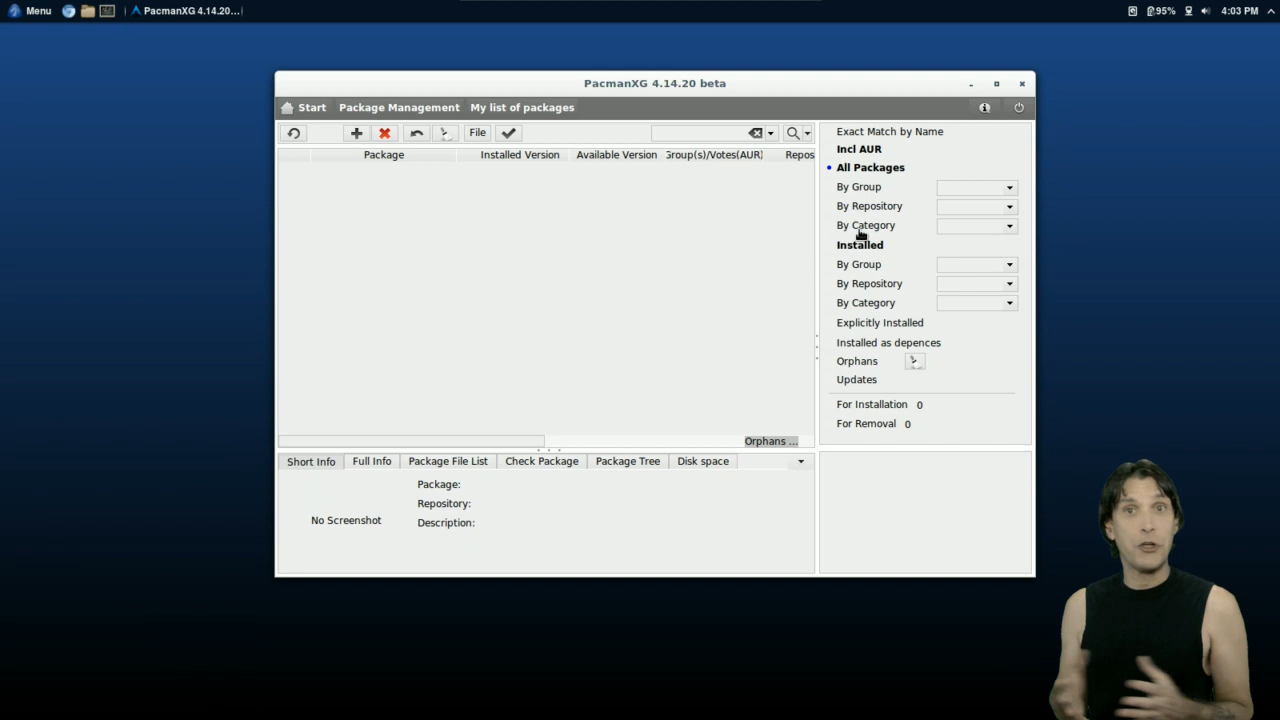 Menu
PacmanXG 4.14.20...
95%
4:03 PM
PacmanXG 4.14.20 beta
Start
Package Management
My list of packages
File
Package
Installed Version
Available Version
Group(s)/Votes(AUR)
Repos
Orphans ...
Exact Match by Name
Incl AUR
All Packages
By Group
By Repository
By Category
Installed
By Group
By Repository
By Category
Explicitly Installed
Installed as depences
Orphans
Updates
For Installation 0
For Removal 0
Short Info
Full Info
Package File List
Check Package
Package Tree
Disk space
No Screenshot
Package:
Repository:
Description: